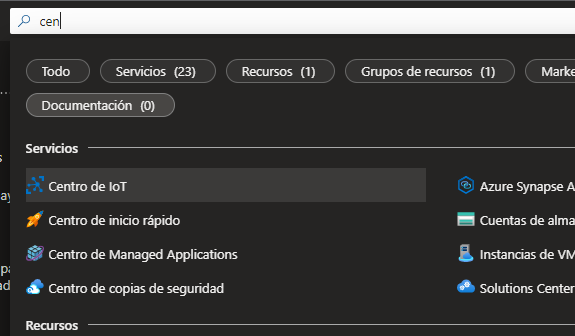 cen
Todo
Servicios (23)
Recursos (1)
Grupos de recursos (1)
Marke
Documentación (0)
Servicios
Centro de IoT
Azure Synapse A
Centro de inicio rápido
Cuentas de alma
Centro de Managed Applications
Instancias de VM
Centro de copias de seguridad
Solutions Center
Recursos